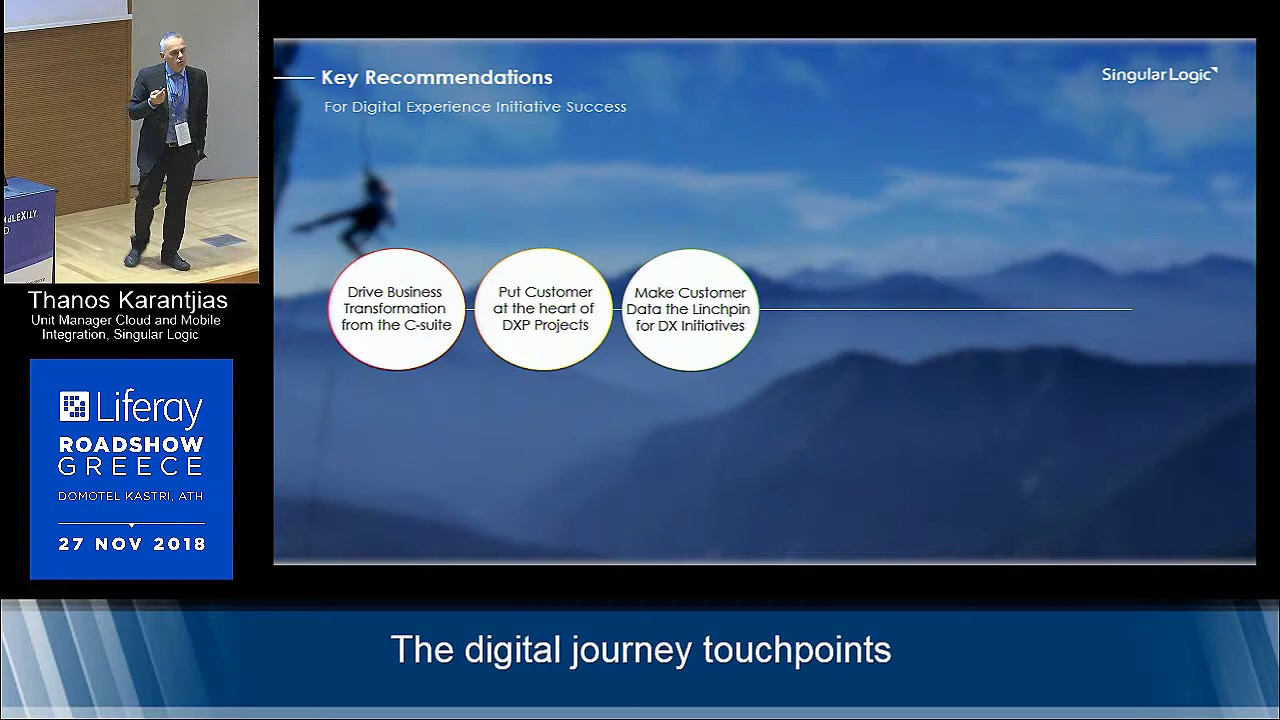 Key Recommendations
For Digital Experience Initiative Success
Singular Logic
Drive Business
Transformation
from the C-suite
Put Customer
at the heart of
DXP Projects
Make Customer
Data the Linchpin
for DX Initiatives
Thanos Karantjias
Unit Manager Cloud and Mobile
Integration, Singular Logic
Liferay
ROADSHOW
GREECE
DOMOTEL KASTRI, ATH
27 NOV 2018
The digital journey touchpoints